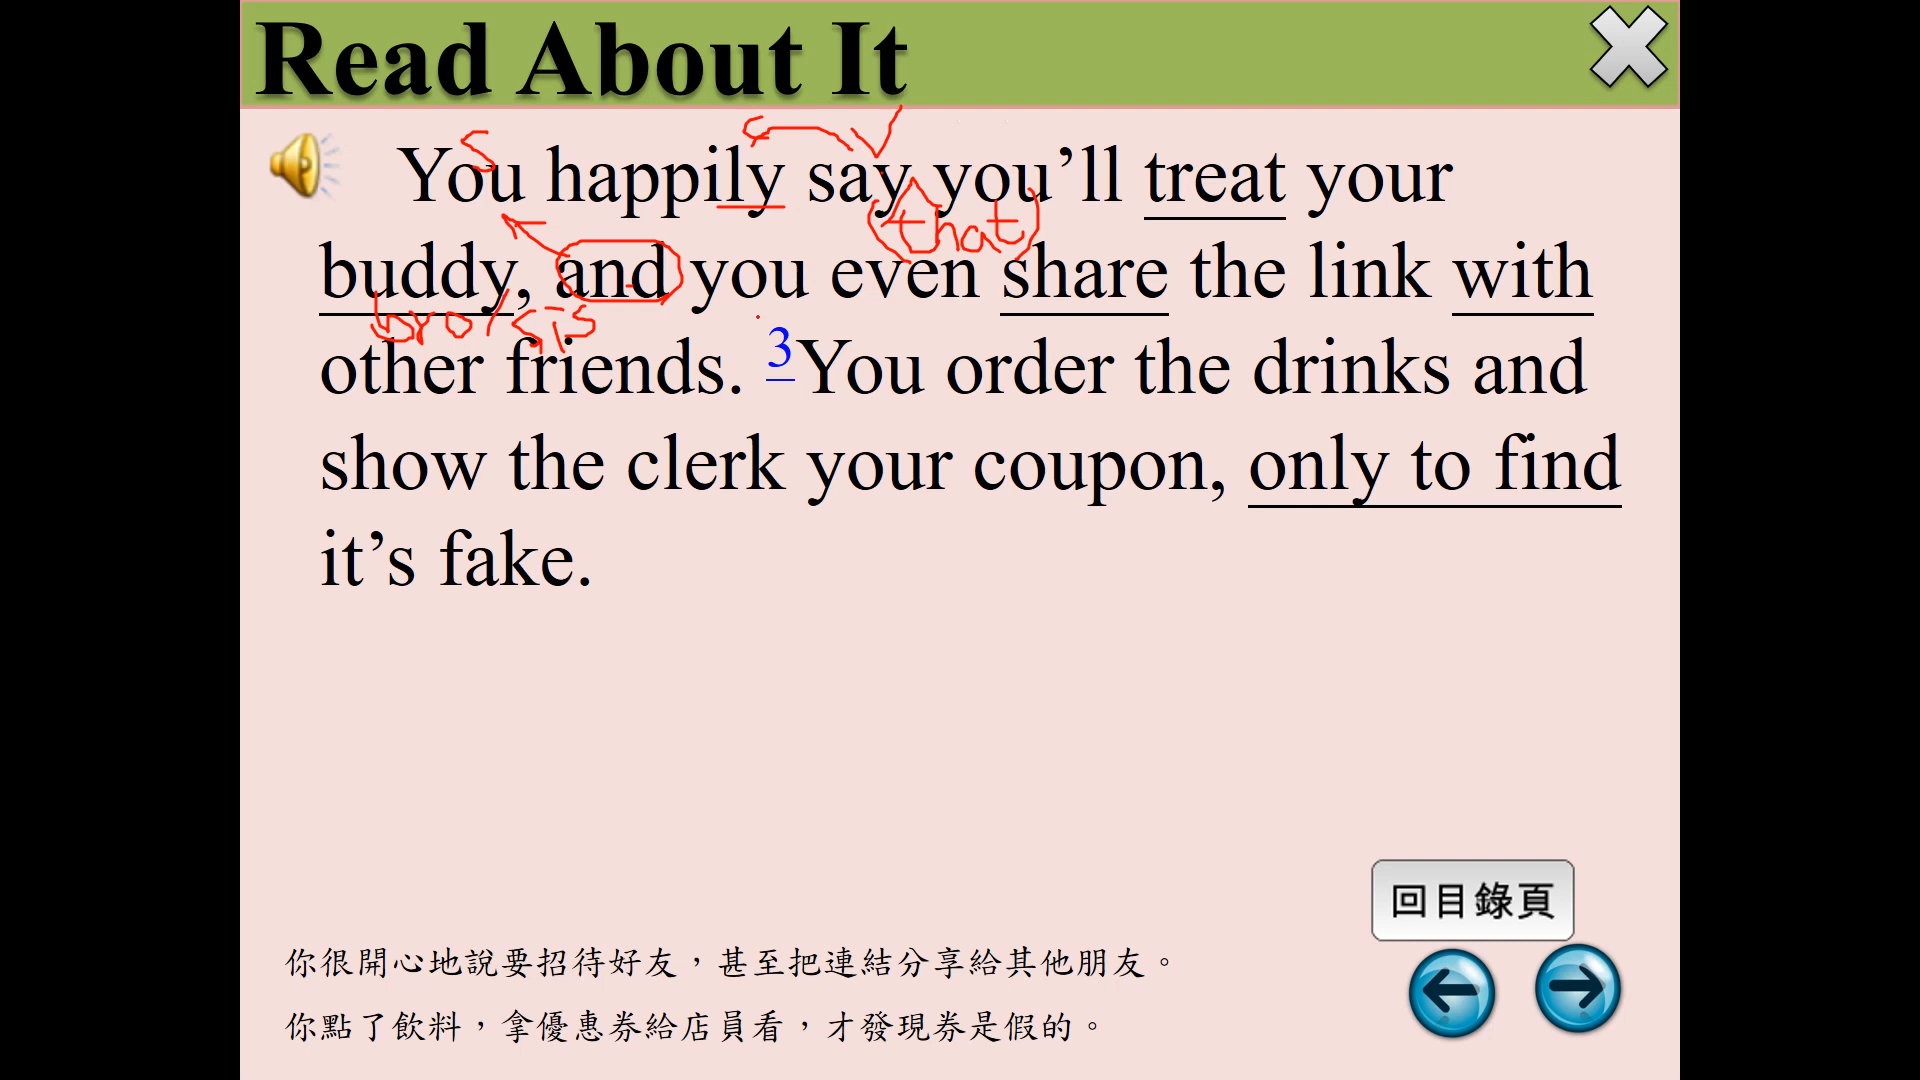 Read About It
S
V
You happily say you’ll treat your
(that)
buddy, and you even share the link with
bro/sis
other friends. 3You order the drinks and
show the clerk your coupon, only to find
it’s fake.
回目錄頁
你很開心地說要招待好友，甚至把連結分享給其他朋友。
你點了飲料，拿優惠券給店員看，才發現券是假的。